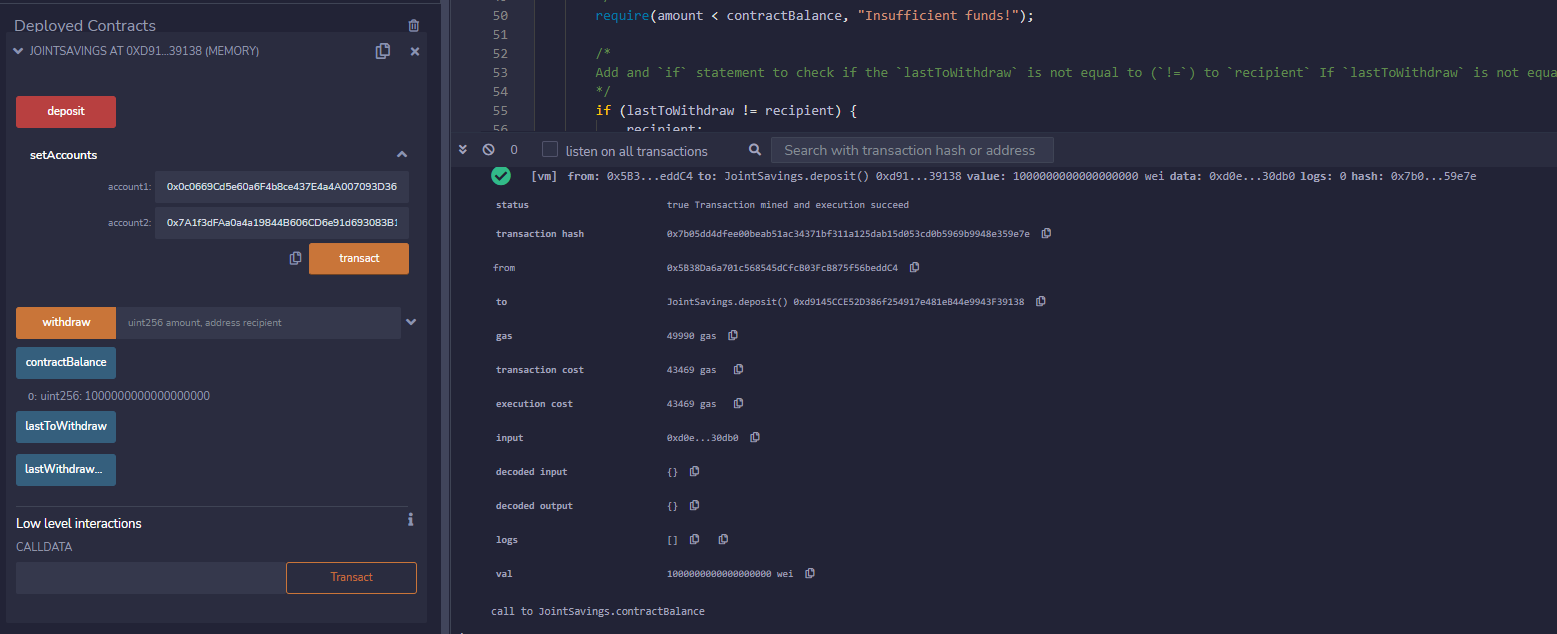 Deployed Contracts
JOINTSAVINGS AT 0XD91...39138 (MEMORY)
deposit
setAccounts
account1: 0x0c0669Cd5e60a6F4b8ce437E4a4A007093D36
account2: 0x7A1f3dFAa0a4a19844B606CD6e91d693083B1
transact
withdraw uint256 amount, address recipient
contractBalance
0: uint256: 1000000000000000000
lastToWithdraw
lastWithdraw...
Low level interactions
CALLDATA
Transact
50 require(amount < contractBalance, "Insufficient funds!");
51
52 /*
53 Add and `if` statement to check if the `lastToWithdraw` is not equal to (`!=`) to `recipient` If `lastToWithdraw` is not equa
54 */
55 if (lastToWithdraw != recipient) {
56 recipient;
0 listen on all transactions Search with transaction hash or address
[vm] from: 0x5B3...eddC4 to: JointSavings.deposit() 0xd91...39138 value: 1000000000000000000 wei data: 0xd0e...30db0 logs: 0 hash: 0x7b0...59e7e
status true Transaction mined and execution succeed
transaction hash 0x7b05dd4dfee00beab51ac34371bf311a125dab15d053cd0b5969b9948e359e7e
from 0x5B38Da6a701c568545dCfcB03FcB875f56beddC4
to JointSavings.deposit() 0xd9145CCE52D386f254917e481eB44e9943F39138
gas 49990 gas
transaction cost 43469 gas
execution cost 43469 gas
input 0xd0e...30db0
decoded input {}
decoded output {}
logs []
val 1000000000000000000 wei
call to JointSavings.contractBalance